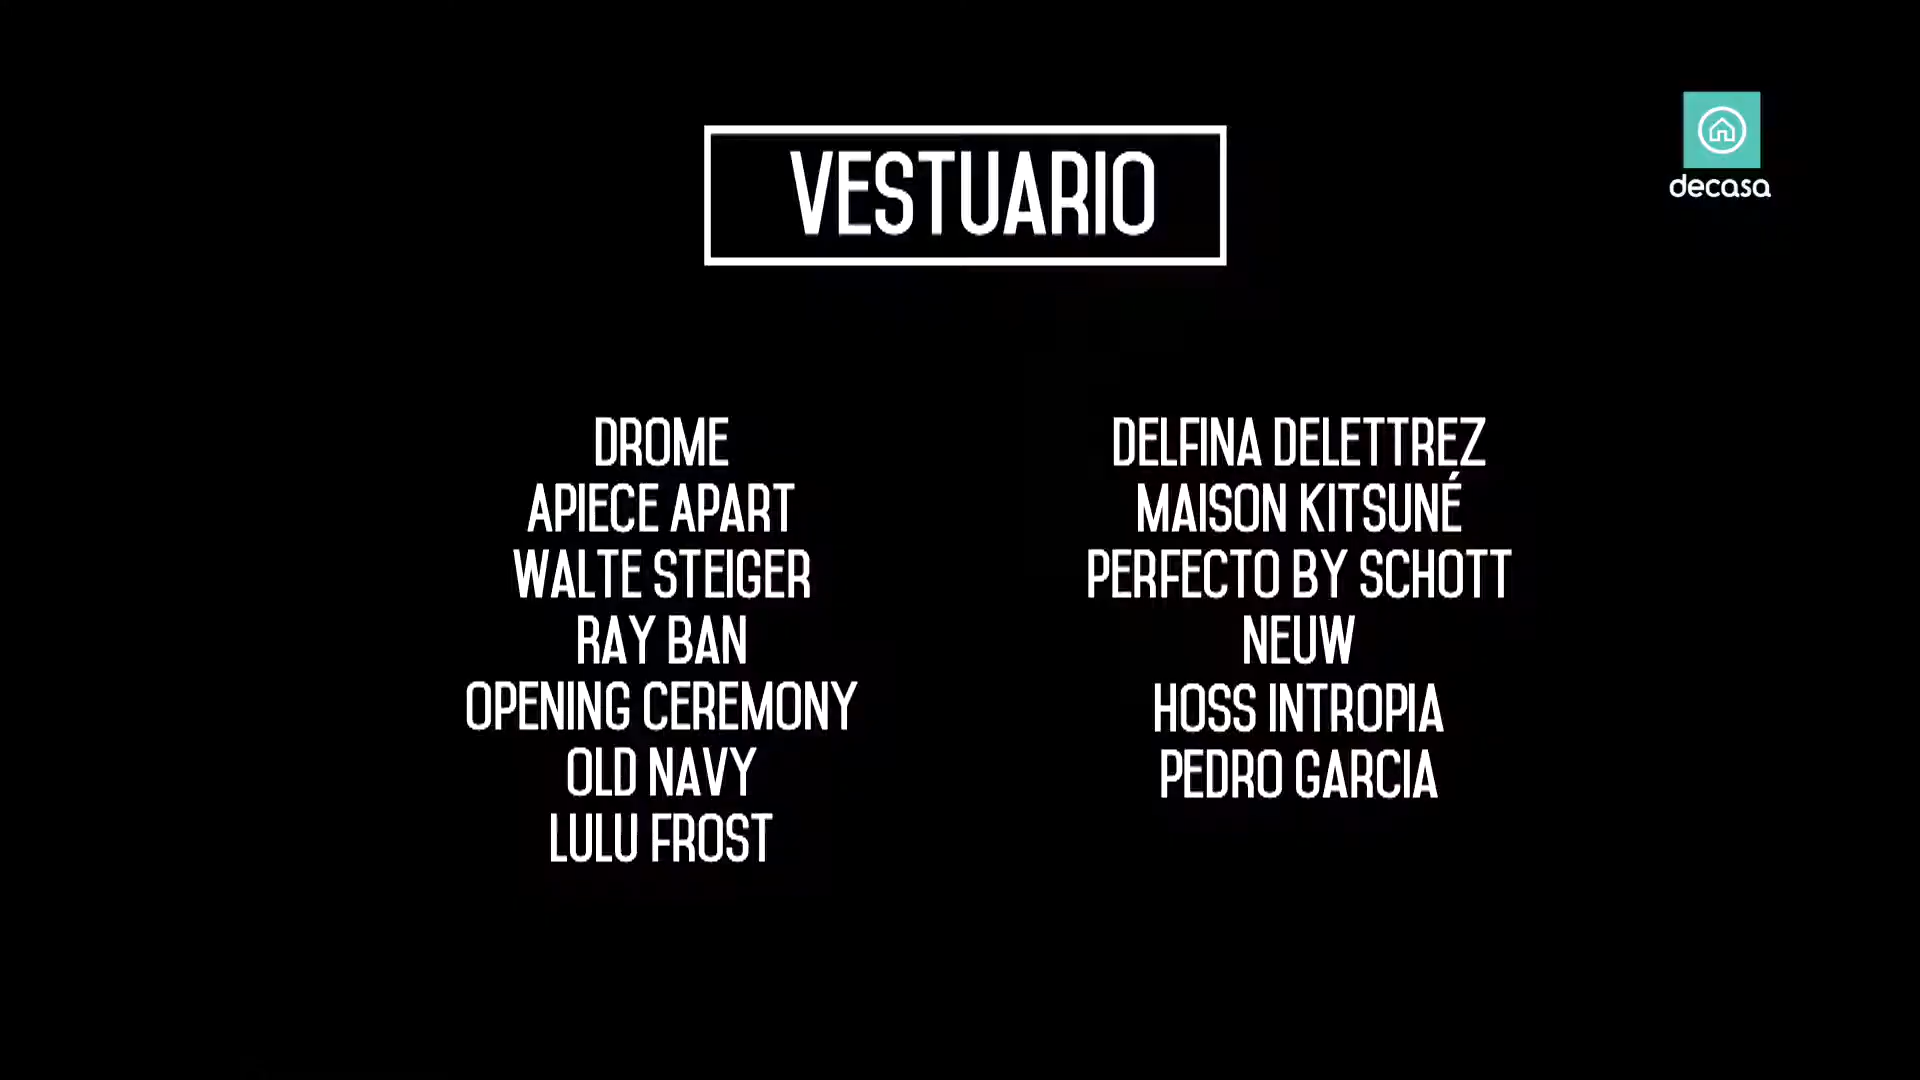 VESTUARIO
decasa
DROME
APIECE APART
WALTE STEIGER
RAY BAN
OPENING CEREMONY
OLD NAVY
LULU FROST
DELFINA DELETTREZ
MAISON KITSUNÉ
PERFECTO BY SCHOTT
NEUW
HOSS INTROPIA
PEDRO GARCIA